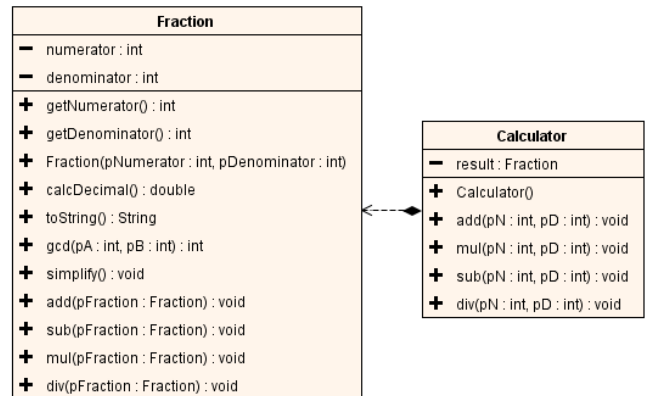 Fraction
- numerator : int
- denominator : int
+ getNumerator() : int
+ getDenominator() : int
+ Fraction(pNumerator : int, pDenominator : int)
+ calcDecimal() : double
+ toString() : String
+ gcd(pA : int, pB : int) : int
+ simplify() : void
+ add(pFraction : Fraction) : void
+ sub(pFraction : Fraction) : void
+ mul(pFraction : Fraction) : void
+ div(pFraction : Fraction) : void
Calculator
- result : Fraction
+ Calculator()
+ add(pN : int, pD : int) : void
+ mul(pN : int, pD : int) : void
+ sub(pN : int, pD : int) : void
+ div(pN : int, pD : int) : void